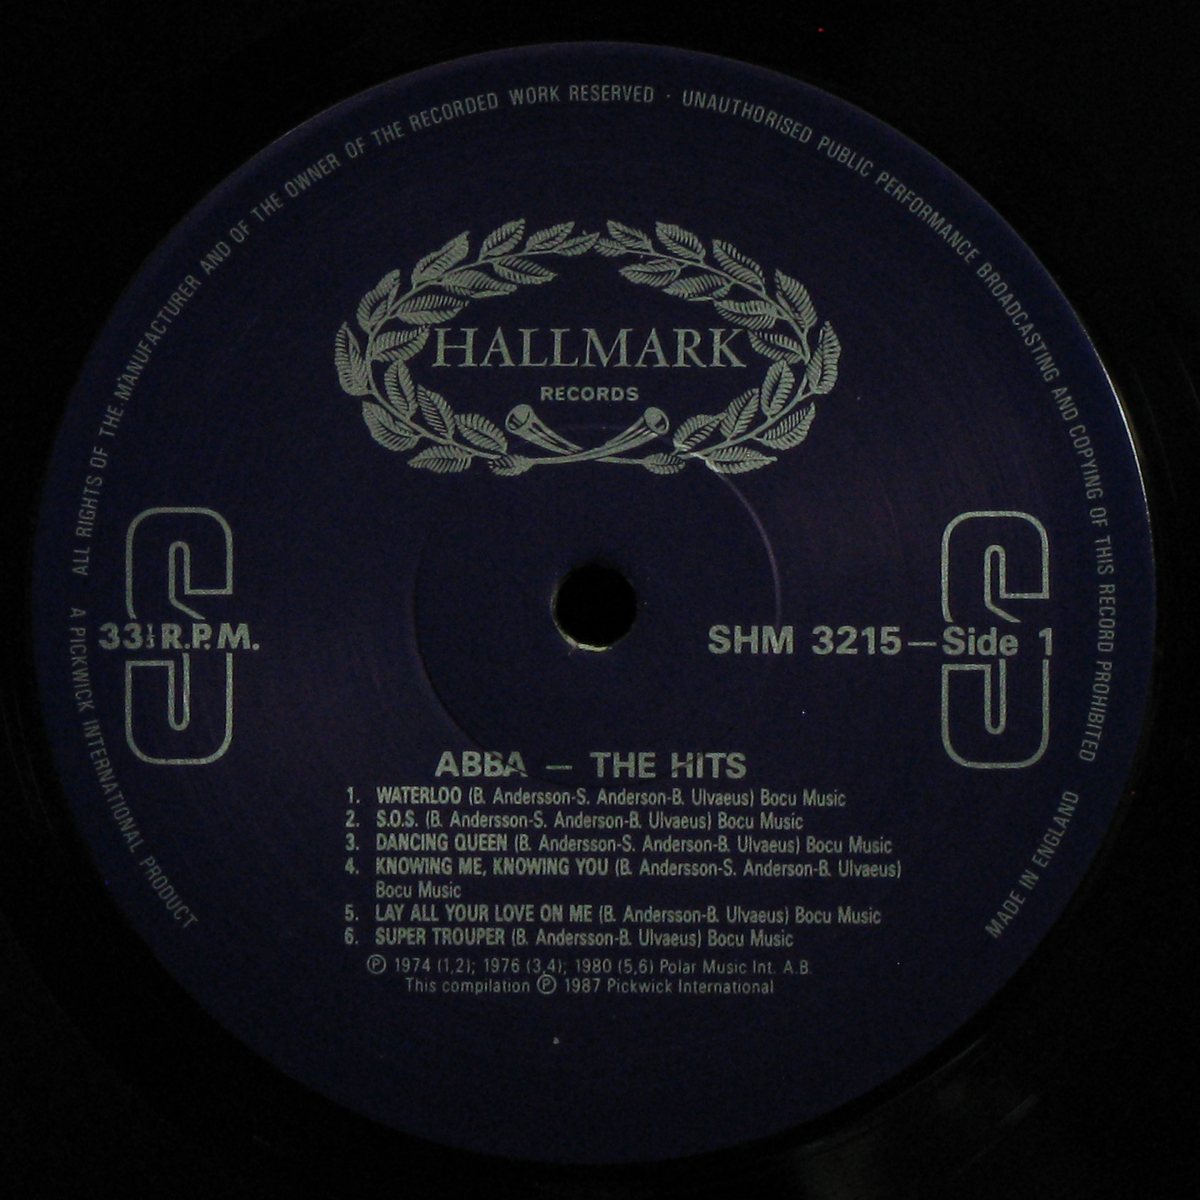 ALL RIGHTS OF THE MANUFACTURER AND OF THE OWNER OF THE RECORDED WORK RESERVED · UNAUTHORISED PUBLIC PERFORMANCE BROADCASTING AND COPYING OF THIS RECORD PROHIBITED
HALLMARK
RECORDS
S
S
33⅓ R.P.M.
SHM 3215—Side 1
ABBA — THE HITS
1. WATERLOO (B. Andersson-S. Anderson-B. Ulvaeus) Bocu Music
2. S.O.S. (B. Andersson-S. Anderson-B. Ulvaeus) Bocu Music
3. DANCING QUEEN (B. Andersson-S. Anderson-B. Ulvaeus) Bocu Music
4. KNOWING ME, KNOWING YOU (B. Andersson-S. Anderson-B. Ulvaeus)
Bocu Music
5. LAY ALL YOUR LOVE ON ME (B. Andersson-B. Ulvaeus) Bocu Music
6. SUPER TROUPER (B. Andersson-B. Ulvaeus) Bocu Music
℗ 1974 (1,2); 1976 (3,4); 1980 (5,6) Polar Music Int. A.B.
This compilation ℗ 1987 Pickwick International
A PICKWICK INTERNATIONAL PRODUCT
MADE IN ENGLAND